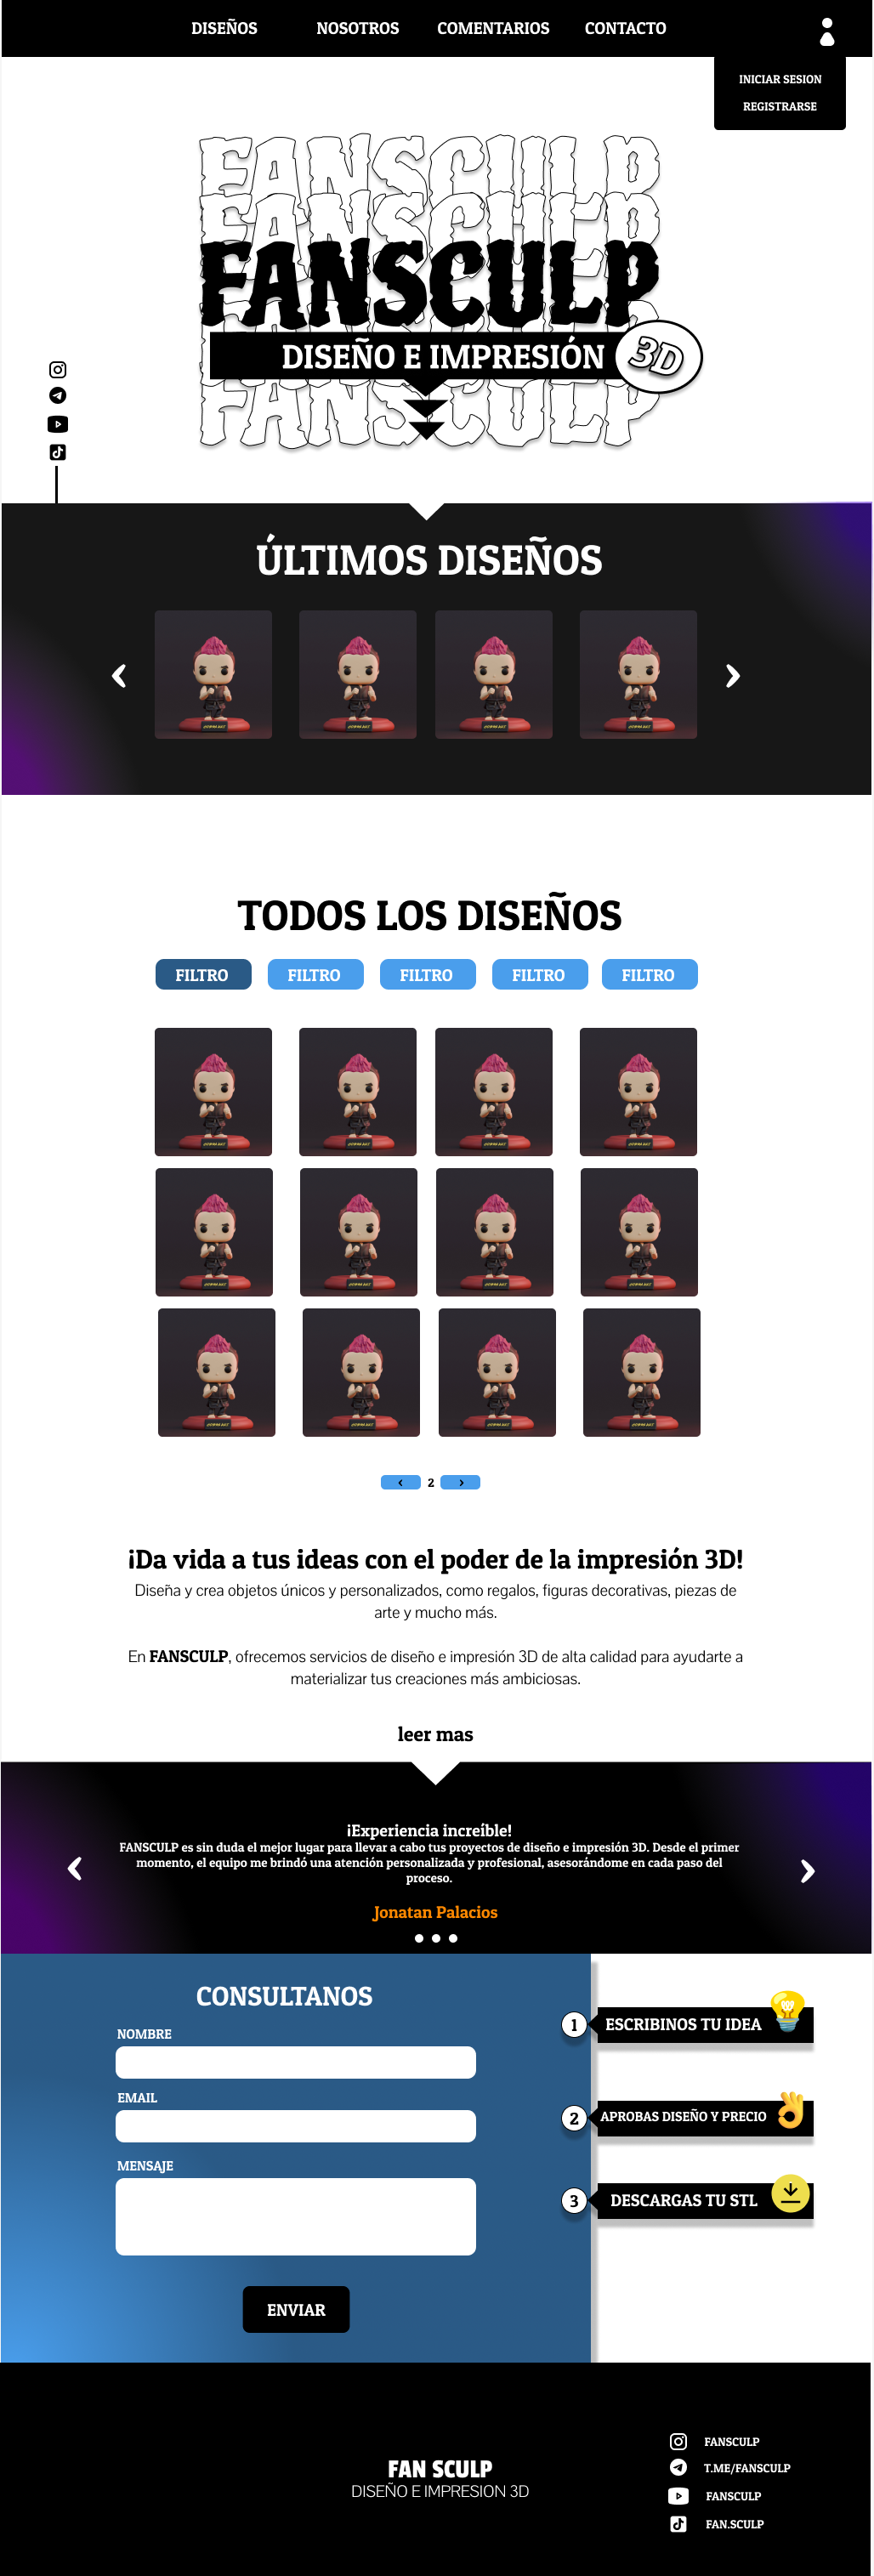 DISEÑOS NOSOTROS COMENTARIOS CONTACTO
INICIAR SESION
REGISTRARSE
FANSCULP
FANSCULP
FANSCULP
DISEÑO E IMPRESIÓN 3D
FANSCULP
ÚLTIMOS DISEÑOS
TODOS LOS DISEÑOS
FILTRO FILTRO FILTRO FILTRO FILTRO
‹ 2 ›
¡Da vida a tus ideas con el poder de la impresión 3D!
Diseña y crea objetos únicos y personalizados, como regalos, figuras decorativas, piezas de
arte y mucho más.
En FANSCULP, ofrecemos servicios de diseño e impresión 3D de alta calidad para ayudarte a
materializar tus creaciones más ambiciosas.
leer mas
¡Experiencia increíble!
FANSCULP es sin duda el mejor lugar para llevar a cabo tus proyectos de diseño e impresión 3D. Desde el primer
momento, el equipo me brindó una atención personalizada y profesional, asesorándome en cada paso del
proceso.
Jonatan Palacios
CONSULTANOS
NOMBRE
EMAIL
MENSAJE
ENVIAR
1 ESCRIBINOS TU IDEA
2 APROBAS DISEÑO Y PRECIO
3 DESCARGAS TU STL
FAN SCULP
DISEÑO E IMPRESION 3D
FANSCULP
T.ME/FANSCULP
FANSCULP
FAN.SCULP